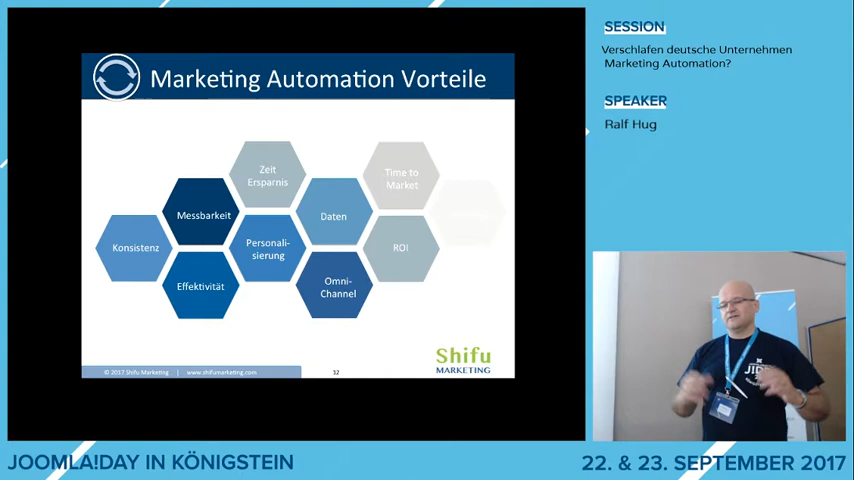 SESSION
Verschlafen deutsche Unternehmen
Marketing Automation?
SPEAKER
Ralf Hug
Marketing Automation Vorteile
Zeit
Ersparnis
Time to
Market
Messbarkeit
Daten
Konsistenz
Personali-
sierung
ROI
Effektivität
Omni-
Channel
Shifu
MARKETING
© 2017 Shifu Marketing | www.shifumarketing.com
32
JOOMLA!DAY IN KÖNIGSTEIN
22. & 23. SEPTEMBER 2017